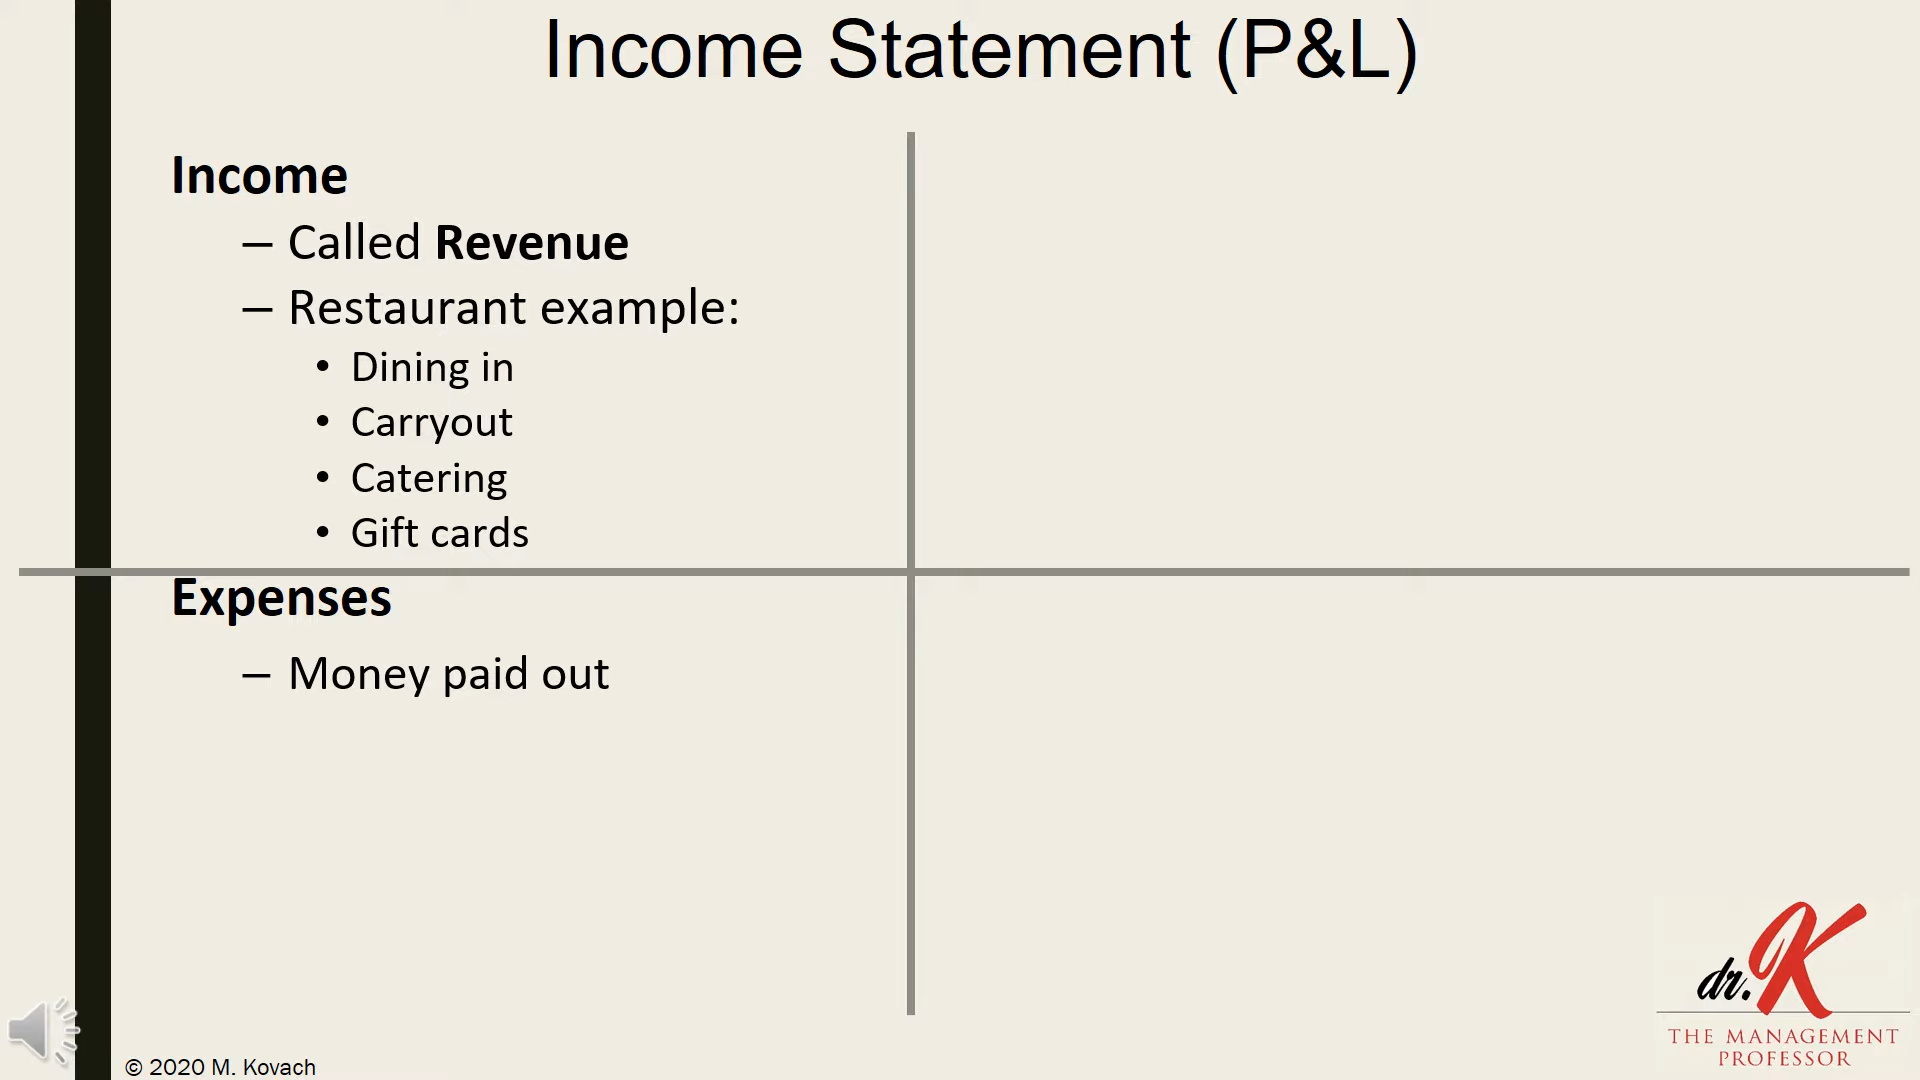 Income Statement (P&L)
Income
– Called Revenue
– Restaurant example:
• Dining in
• Carryout
• Catering
• Gift cards
Expenses
– Money paid out
dr. K
THE MANAGEMENT
PROFESSOR
© 2020 M. Kovach